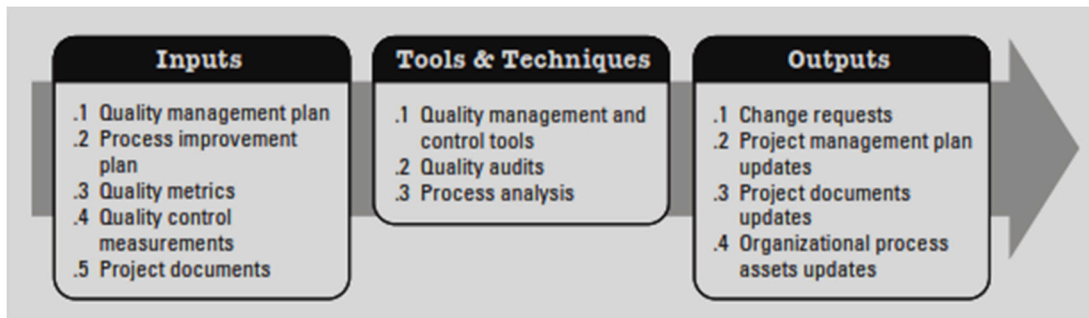 Inputs
.1 Quality management plan
.2 Process improvement
plan
.3 Quality metrics
.4 Quality control
measurements
.5 Project documents
Tools & Techniques
.1 Quality management and
control tools
.2 Quality audits
.3 Process analysis
Outputs
.1 Change requests
.2 Project management plan
updates
.3 Project documents
updates
.4 Organizational process
assets updates